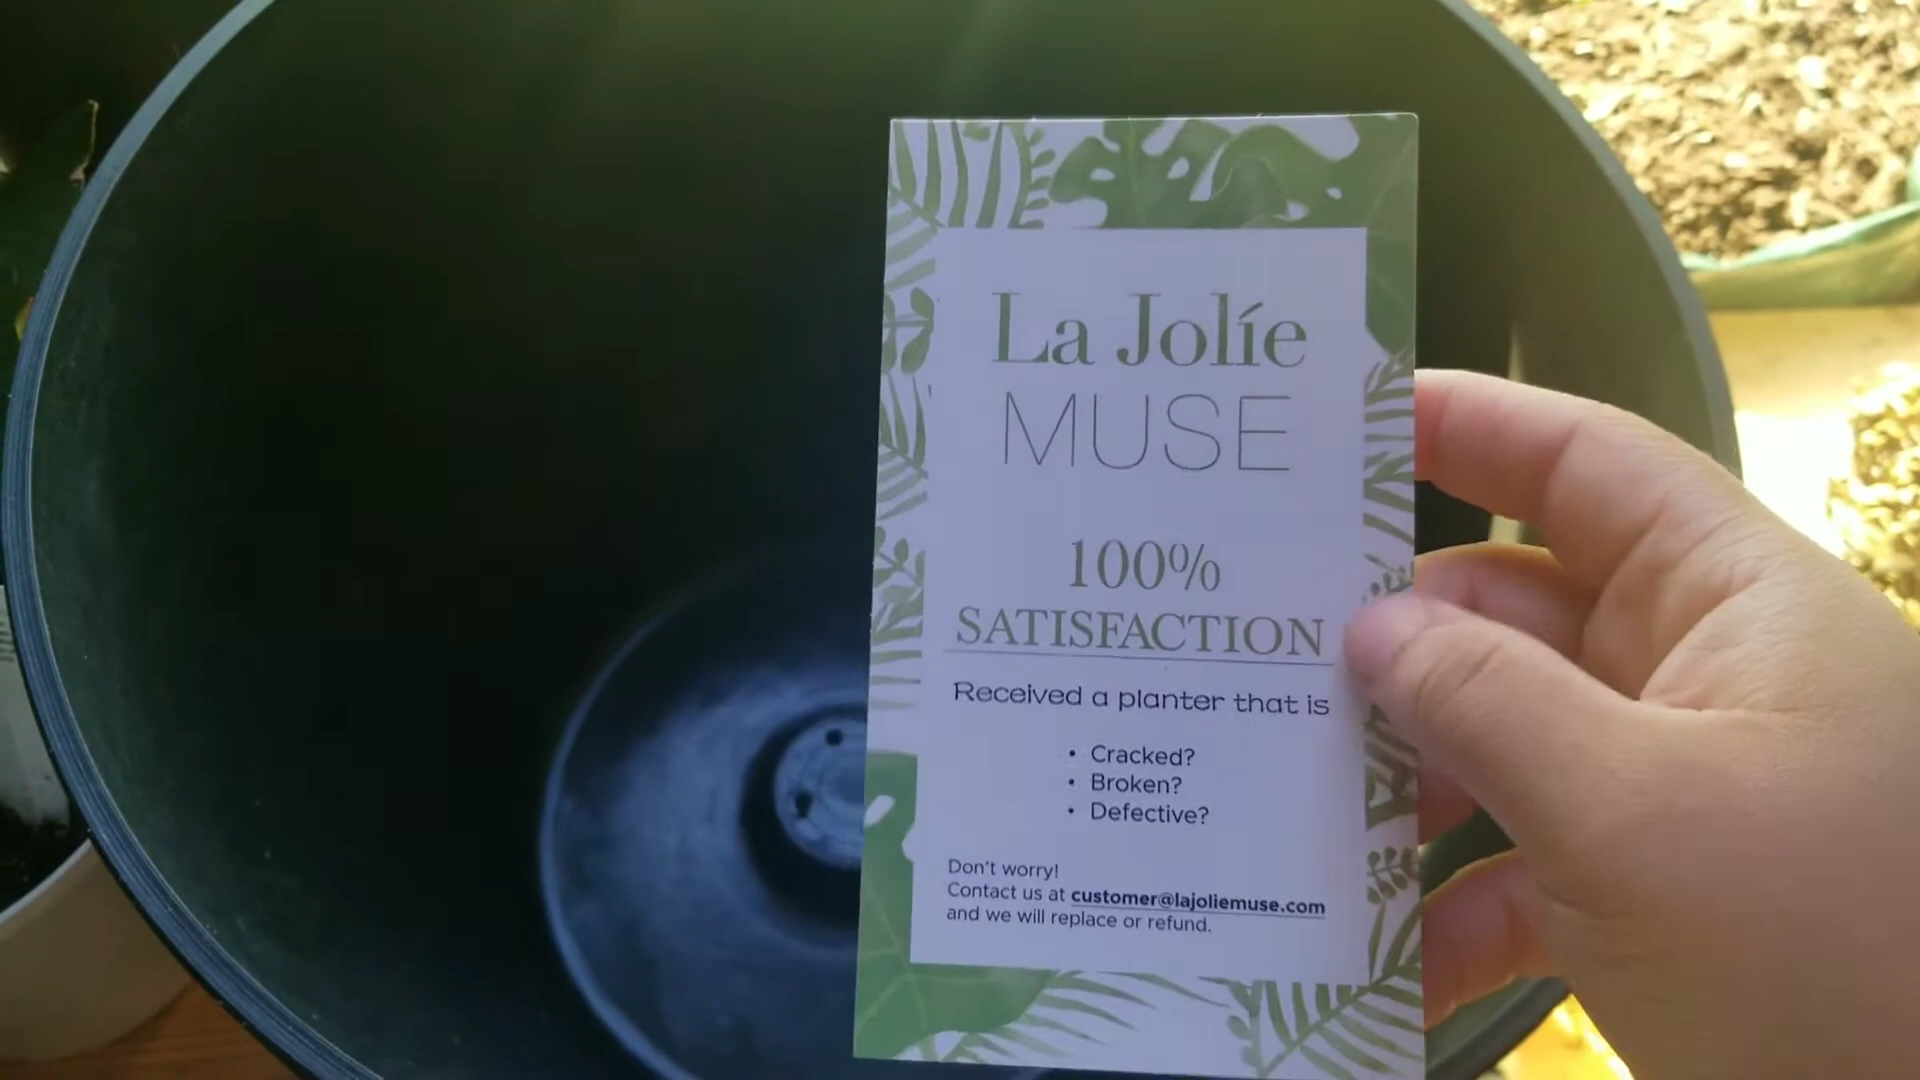 La Jolíe
MUSE
100%
SATISFACTION
Received a planter that is
• Cracked?
• Broken?
• Defective?
Don't worry!
Contact us at customer@lajoliemuse.com
and we will replace or refund.